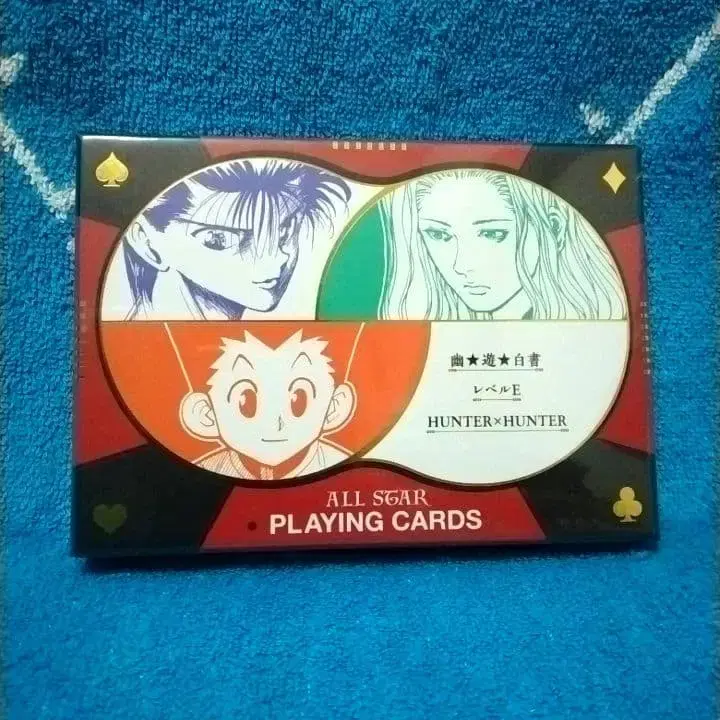 幽★遊★白書
レベルE
HUNTER×HUNTER
ALL STAR
PLAYING CARDS